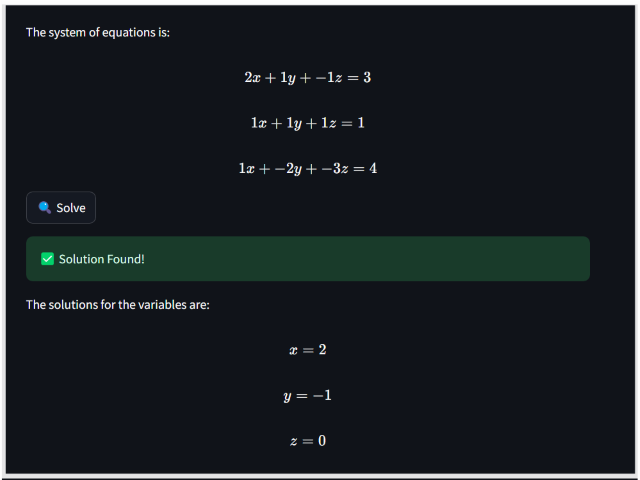 The system of equations is:
2x + 1y + −1z = 3
1x + 1y + 1z = 1
1x + −2y + −3z = 4
🔍 Solve
✅ Solution Found!
The solutions for the variables are:
x = 2
y = −1
z = 0